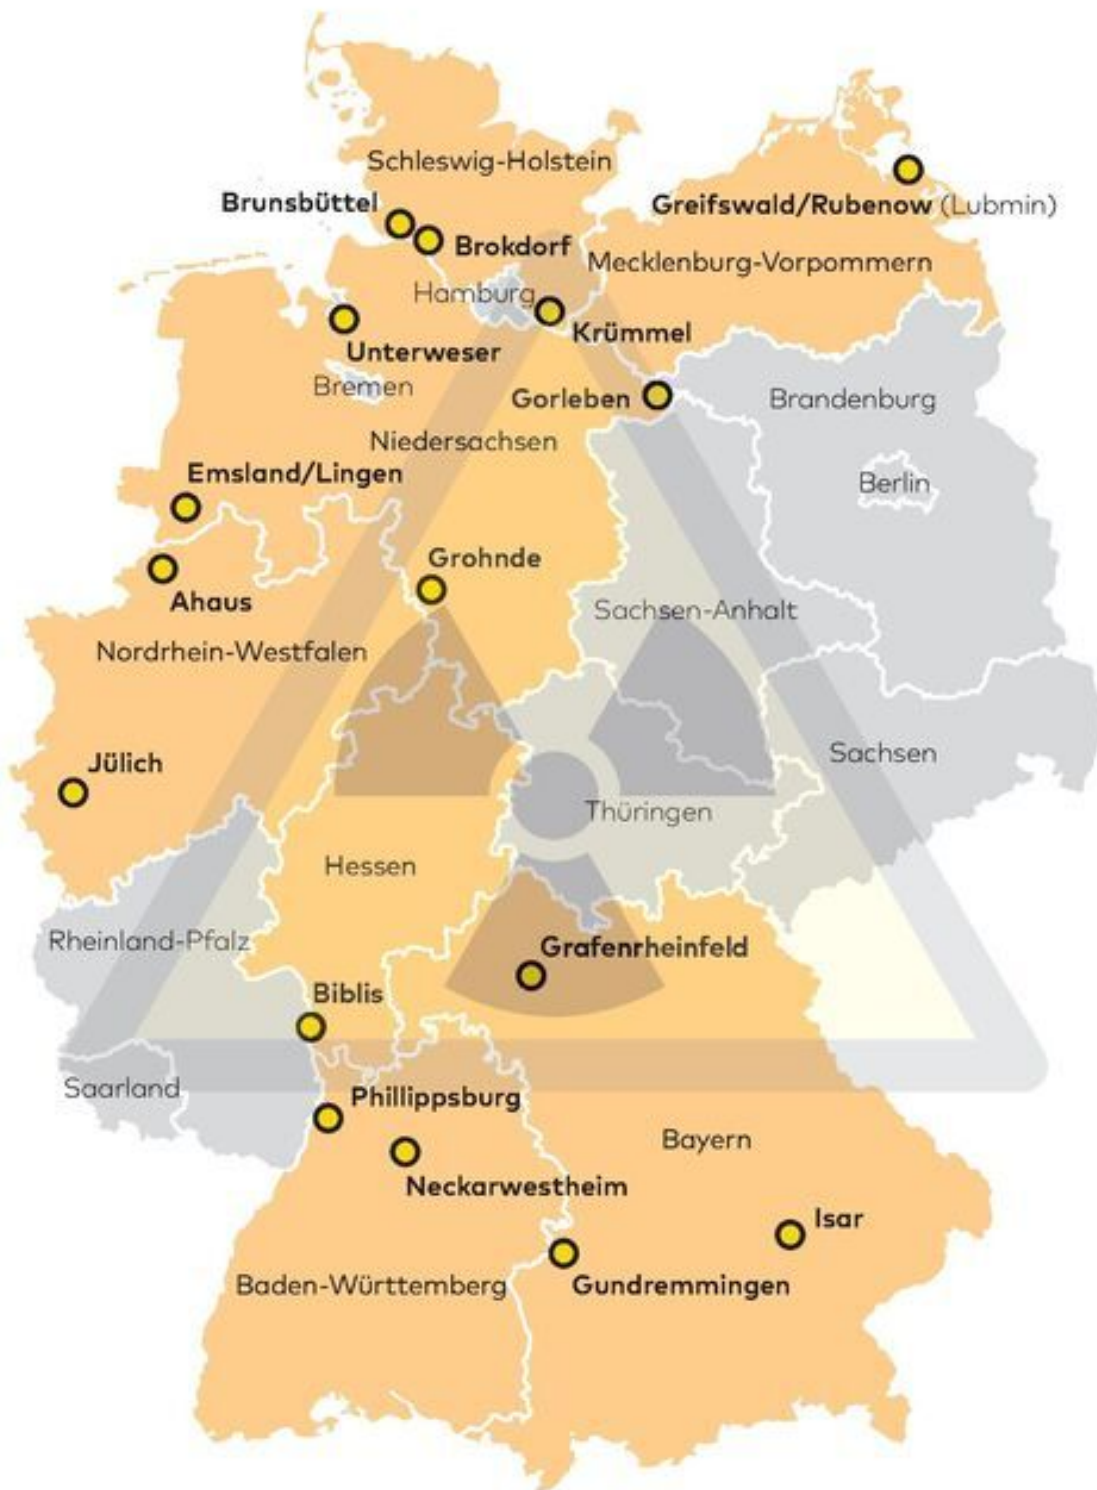 Schleswig-Holstein
Brunsbüttel
Greifswald/Rubenow (Lubmin)
Brokdorf
Mecklenburg-Vorpommern
Hamburg
Krümmel
Unterweser
Bremen
Gorleben
Brandenburg
Niedersachsen
Emsland/Lingen
Berlin
Grohnde
Ahaus
Sachsen-Anhalt
Nordrhein-Westfalen
Jülich
Sachsen
Thüringen
Hessen
Rheinland-Pfalz
Grafenrheinfeld
Biblis
Saarland
Phillippsburg
Bayern
Neckarwestheim
Isar
Baden-Württemberg
Gundremmingen